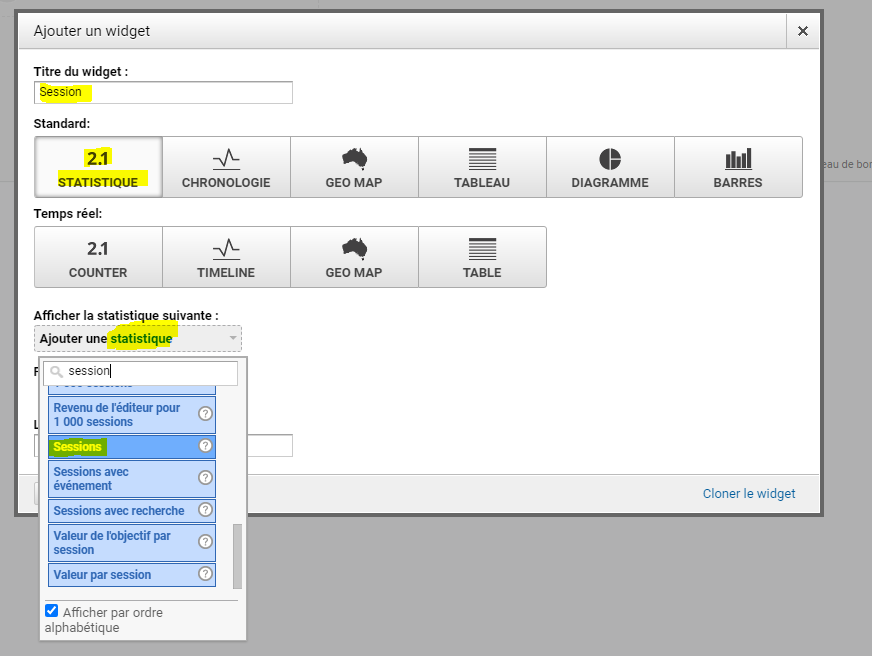 Ajouter un widget
Titre du widget :
Session
Standard:
2.1
STATISTIQUE
CHRONOLOGIE
GEO MAP
TABLEAU
DIAGRAMME
BARRES
eau de bor
Temps réel:
2.1
COUNTER
TIMELINE
GEO MAP
TABLE
Afficher la statistique suivante :
Ajouter une statistique
F
session
1 000 sessions
Revenu de l'éditeur pour
1 000 sessions
L
Sessions
Sessions avec
événement
Sessions avec recherche
Valeur de l'objectif par
session
Valeur par session
Afficher par ordre
alphabétique
Cloner le widget